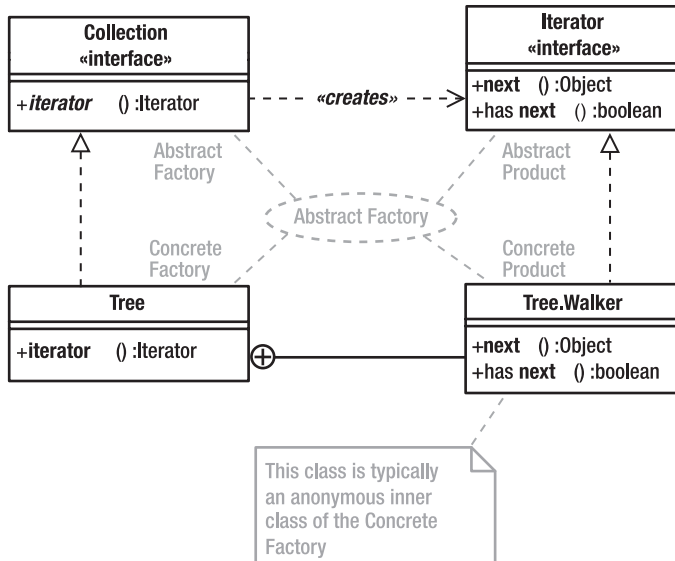 Collection
«interface»
+iterator () :Iterator
«creates»
Iterator
«interface»
+next () :Object
+has next () :boolean
Abstract
Factory
Abstract
Product
Abstract Factory
Concrete
Factory
Concrete
Product
Tree
+iterator () :Iterator
Tree.Walker
+next () :Object
+has next () :boolean
This class is typically
an anonymous inner
class of the Concrete
Factory